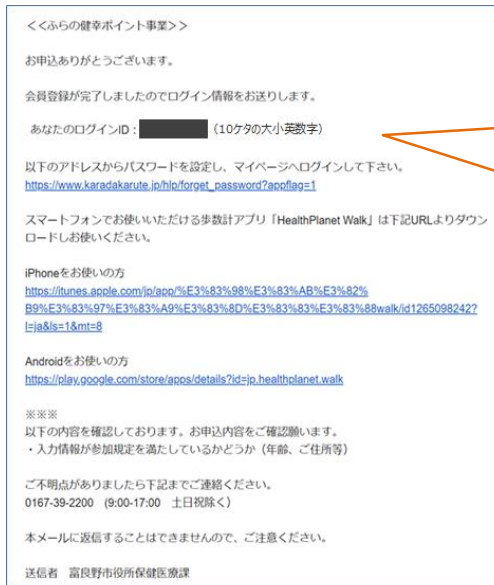 ＜＜ふらの健幸ポイント事業＞＞
お申込ありがとうございます。
会員登録が完了しましたのでログイン情報をお送りします。
あなたのログインID：　（10ケタの大小英数字）
以下のアドレスからパスワードを設定し、マイページへログインして下さい。
https://www.karadakarute.jp/hlp/forget_password?appflag=1
スマートフォンでお使いいただける歩数計アプリ「HealthPlanet Walk」は下記URLよりダウン
ロードしお使いください。
iPhoneをお使いの方
https://itunes.apple.com/jp/app/%E3%83%98%E3%83%AB%E3%82%
B9%E3%83%97%E3%83%A9%E3%83%8D%E3%83%83%E3%83%88walk/id1265098242?
l=ja&ls=1&mt=8
Androidをお使いの方
https://play.google.com/store/apps/details?id=jp.healthplanet.walk
※※※
以下の内容を確認しております。お申込内容をご確認願います。
・入力情報が参加規定を満たしているかどうか（年齢、ご住所等）
ご不明点がありましたら下記までご連絡ください。
0167-39-2200　(9:00-17:00　土日祝除く）
本メールに返信することはできませんので、ご注意ください。
送信者　富良野市役所保健医療課